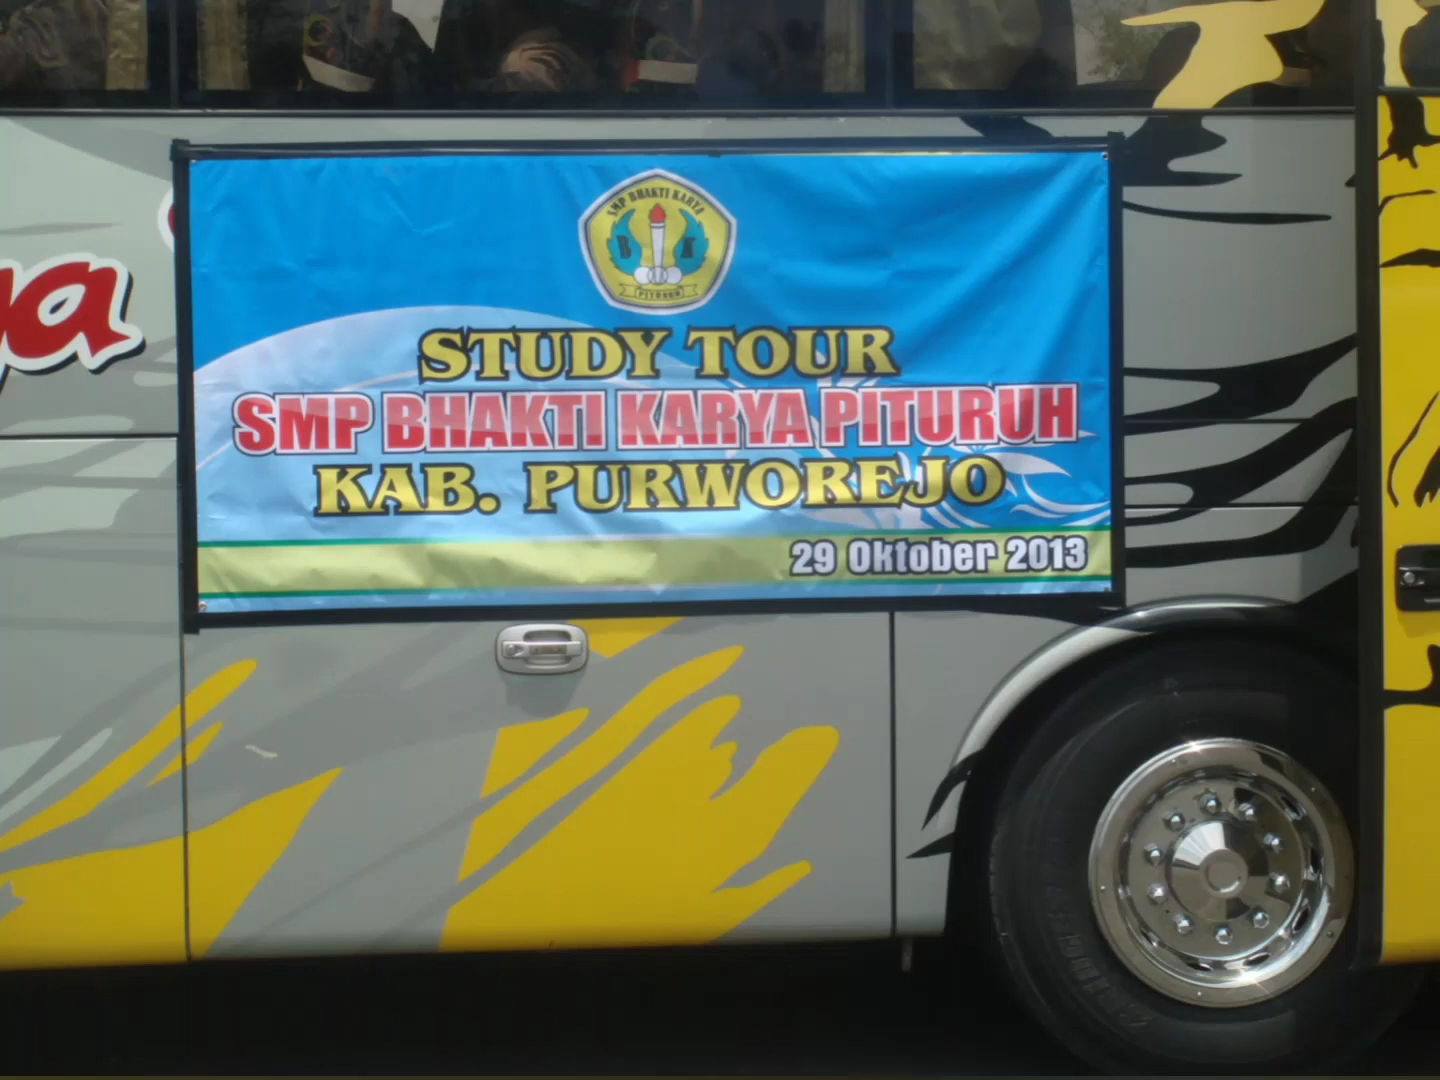 SMP BHAKTI KARYA
B K
PITURUH
STUDY TOUR
SMP BHAKTI KARYA PITURUH
KAB. PURWOREJO
29 Oktober 2013